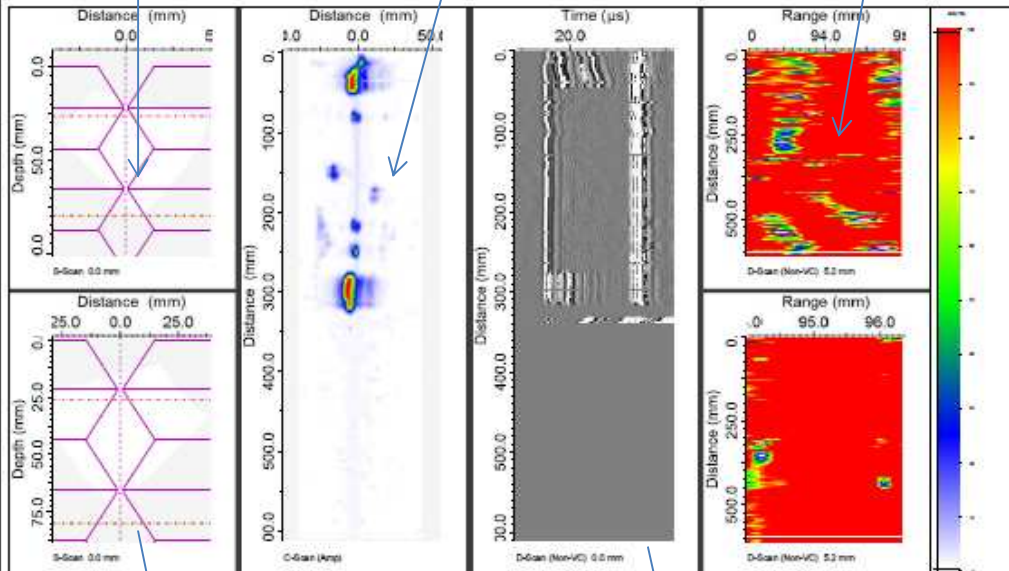 Distance (mm)
0.0
Depth (mm)
0.0
50.0
0.0
S-Scan 0.0 mm
Distance (mm)
25.0 0.0 25.0
Depth (mm)
0.
25.0
50.0
75.0
S-Scan 0.0 mm
Distance (mm)
0.0
Distance (mm)
0.
100.0
200.0
300.0
400.0
500.0
C-Scan (Amp)
Time (µs)
20.0
Distance (mm)
0.
100.0
200.0
300.0
400.0
500.0
D-Scan (Non-VC) 0.0 mm
Range (mm)
94.0
Distance (mm)
0.
250.0
500.0
D-Scan (Non-VC) 5.2 mm
Range (mm)
95.0 96.0
Distance (mm)
0.
250.0
500.0
D-Scan (Non-VC) 5.2 mm